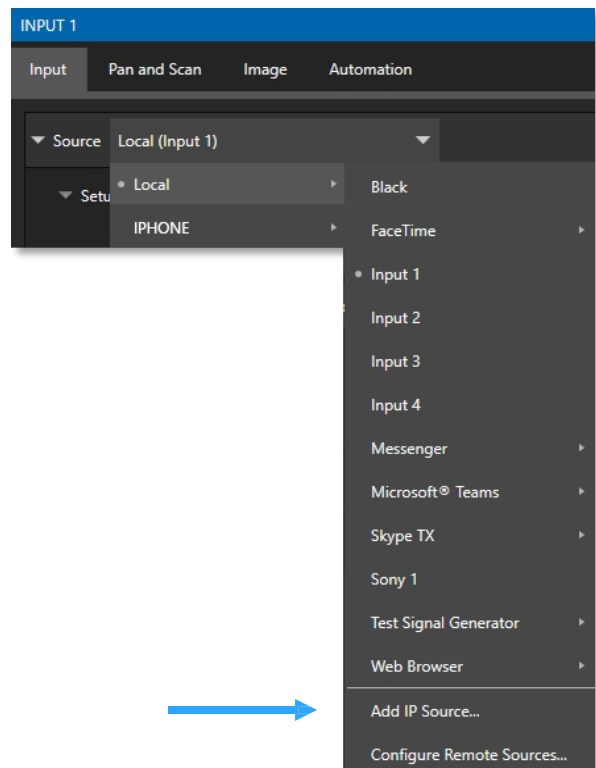 INPUT 1
Input Pan and Scan Image Automation
Source Local (Input 1)
Setu
Local
IPHONE
Black
FaceTime
Input 1
Input 2
Input 3
Input 4
Messenger
Microsoft® Teams
Skype TX
Sony 1
Test Signal Generator
Web Browser
Add IP Source...
Configure Remote Sources...